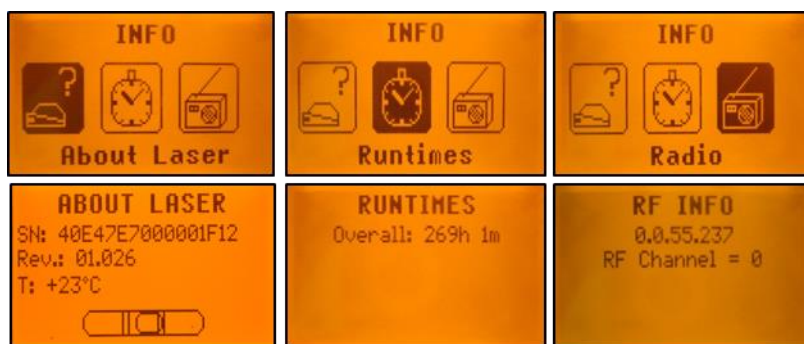 INFO
About Laser
INFO
Runtimes
INFO
Radio
ABOUT LASER
SN: 40E47E7000001F12
Rev.: 01.026
T: +23°C
RUNTIMES
Overall: 269h 1m
RF INFO
0.0.55.237
RF Channel = 0